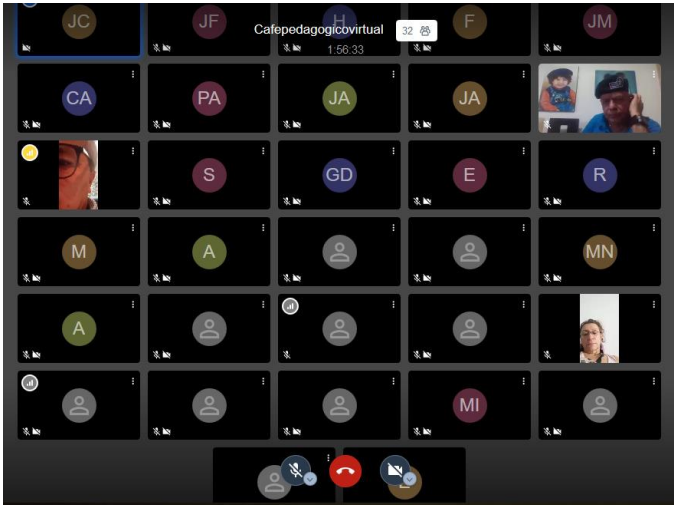 JC JF H F JM
Cafepedagogicovirtual 32
1:56:33
CA PA JA JA
S GD E R
M A MN
A
MI